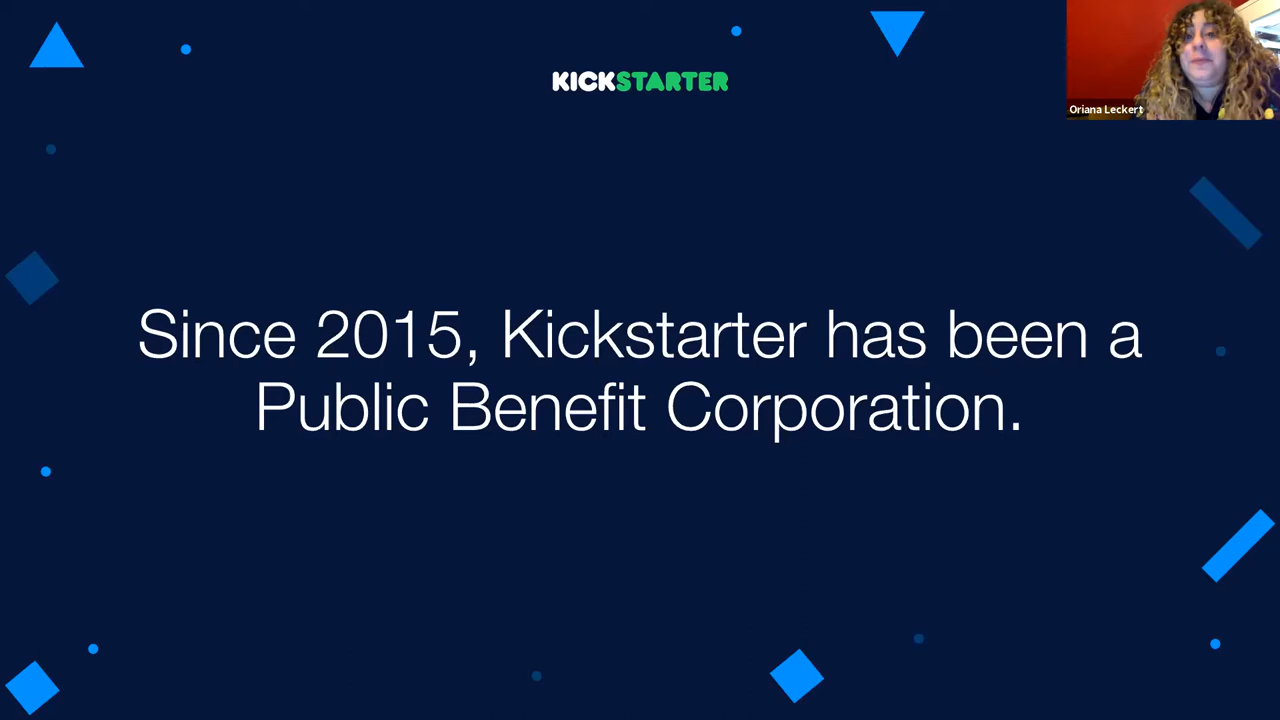 KICKSTARTER
Oriana Leckert
Since 2015, Kickstarter has been a
Public Benefit Corporation.